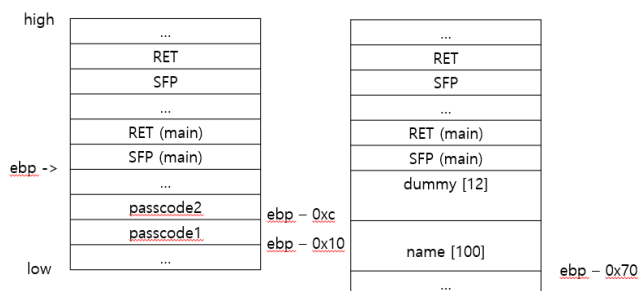 high
...
RET
SFP
...
RET (main)
ebp -> SFP (main)
...
passcode2
ebp – 0xc
passcode1
ebp – 0x10
low
...
...
RET
SFP
...
RET (main)
SFP (main)
dummy [12]
name [100]
ebp – 0x70
...